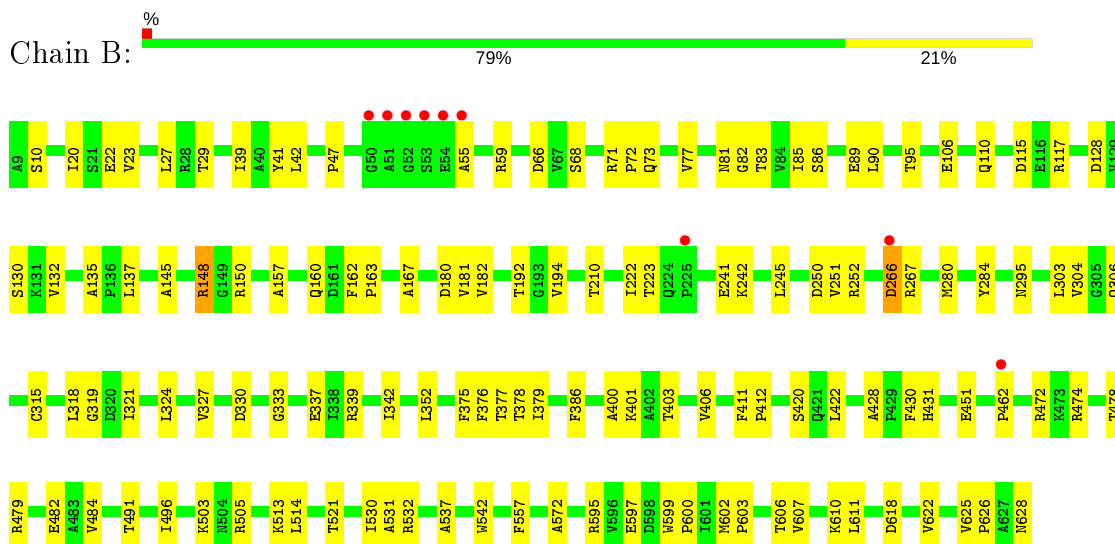 %
Chain B:
79% 21%
A9 S10 I20 S21 E22 V23 L27 R28 T29 I39 A40 Y41 L42 P47 G50 A51 G52 S53 E54 A55 R59 D66 V67 S68 R71 P72 Q73 V77 N81 G82 T83 V84 I85 S86 E89 L90 T95 E106 Q110 D115 E116 R117 D128 V129
S130 K131 V132 A135 P136 L137 A145 R148 G149 R150 A157 Q160 D161 F162 P163 A167 D180 V181 V182 T192 G193 V194 T210 I222 T223 Q224 P225 E241 K242 L245 D250 V251 R252 D266 R267 M280 Y284 N295 L303 V304 G305
C315 L318 G319 D320 I321 L324 V327 D330 G333 E337 I338 R339 I342 L352 F375 F376 T377 T378 I379 F386 A400 K401 A402 T403 V406 F411 P412 S420 Q421 L422 A428 P429 F430 H431 E451 P462 R472 K473 R474 T478
R479 E482 A483 V484 T491 I496 K503 N504 R505 K513 L514 T521 I530 A531 R532 A537 W542 F557 A572 R595 V596 E597 D598 W599 P600 I601 M602 P603 T606 V607 K610 L611 D618 V622 V625 P626 A627 N628